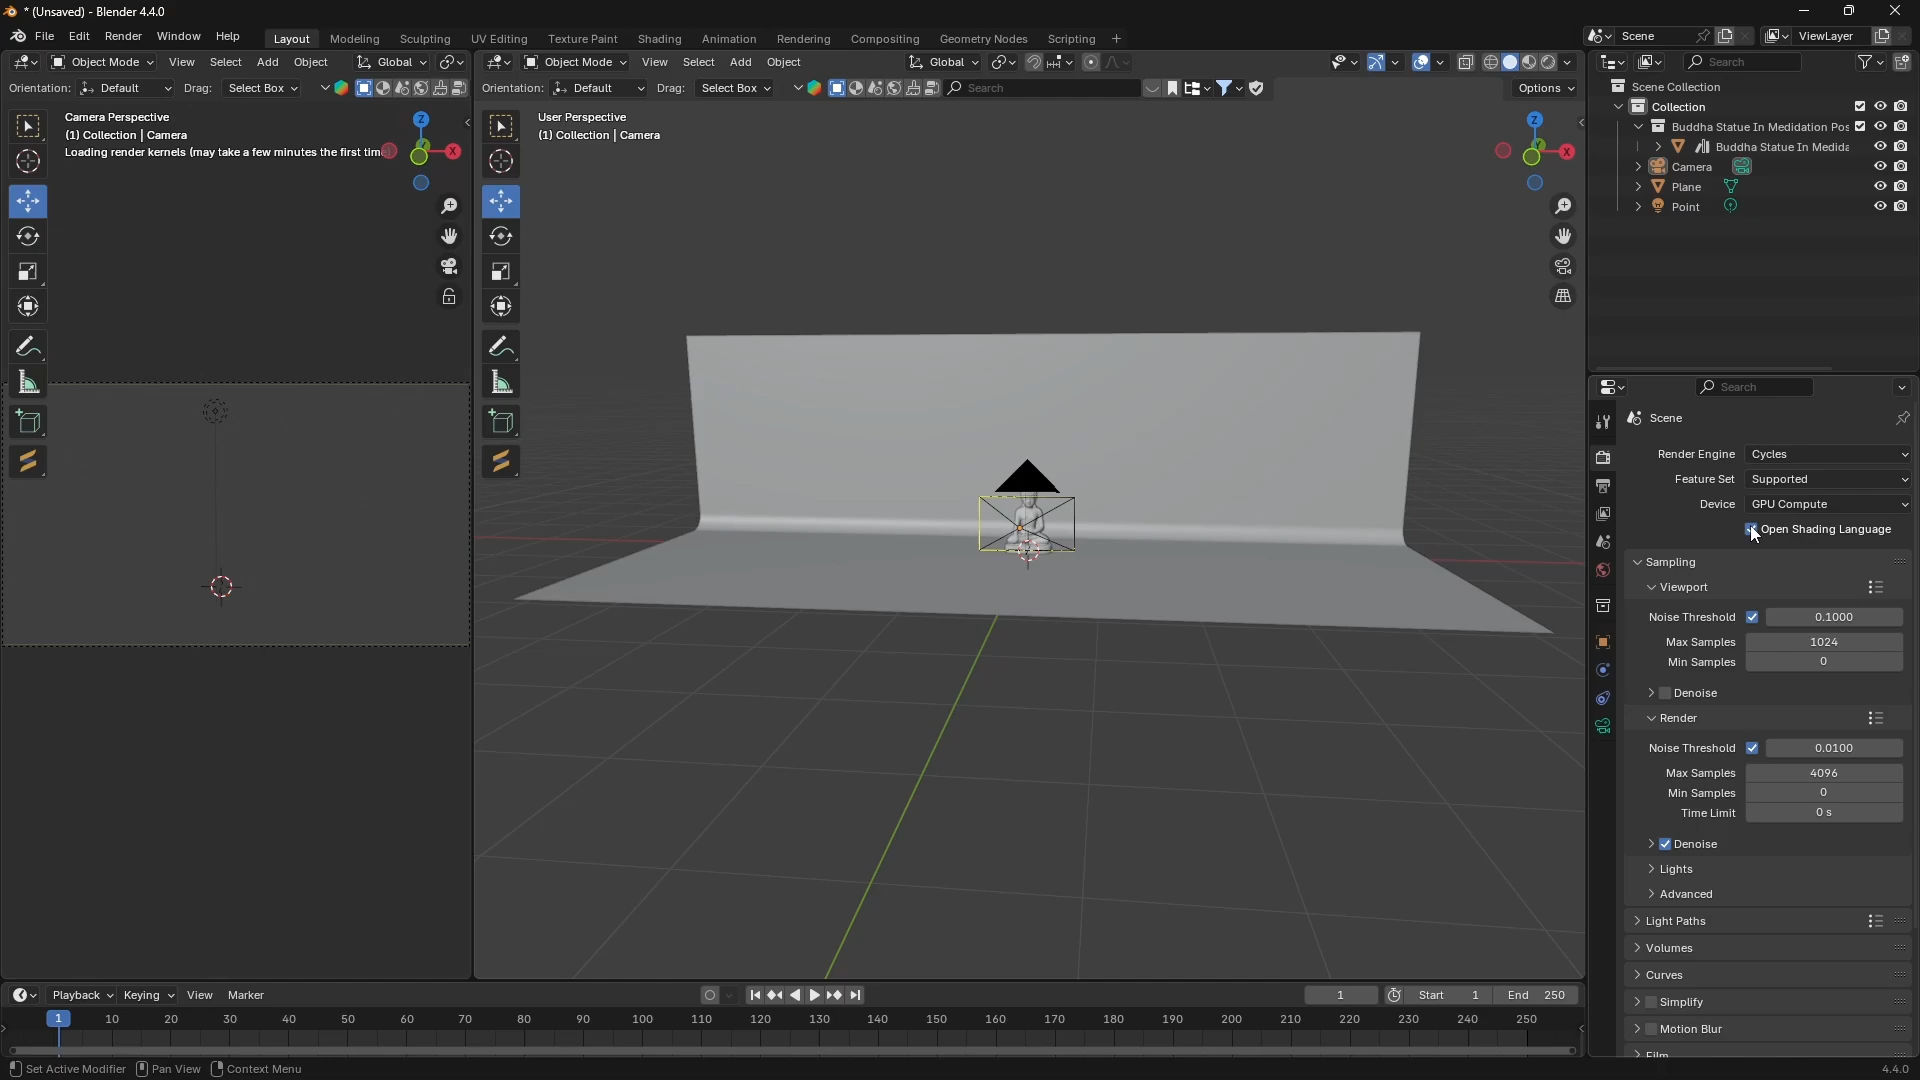 * (Unsaved) - Blender 4.4.0
File Edit Render Window Help Layout Modeling Sculpting UV Editing Texture Paint Shading Animation Rendering Compositing Geometry Nodes Scripting + Scene ViewLayer
Object Mode View Select Add Object Global
Object Mode View Select Add Object Global
Search
Orientation: Default Drag: Select Box
Orientation: Default Drag: Select Box Search Options
Camera Perspective
(1) Collection | Camera
Loading render kernels (may take a few minutes the first tim
Z
X
User Perspective
(1) Collection | Camera
Z
X
Scene Collection
Collection
Buddha Statue In Medidation Pos
Buddha Statue In Medida
Camera
Plane
Point
Search
Scene
Render Engine Cycles
Feature Set Supported
Device GPU Compute
Open Shading Language
Sampling
Viewport
Noise Threshold 0.1000
Max Samples 1024
Min Samples 0
Denoise
Render
Noise Threshold 0.0100
Max Samples 4096
Min Samples 0
Time Limit 0 s
Denoise
Lights
Advanced
Light Paths
Volumes
Curves
Simplify
Motion Blur
Film
Playback Keying View Marker 1 Start 1 End 250
1 10 20 30 40 50 60 70 80 90 100 110 120 130 140 150 160 170 180 190 200 210 220 230 240 250
Set Active Modifier Pan View Context Menu 4.4.0